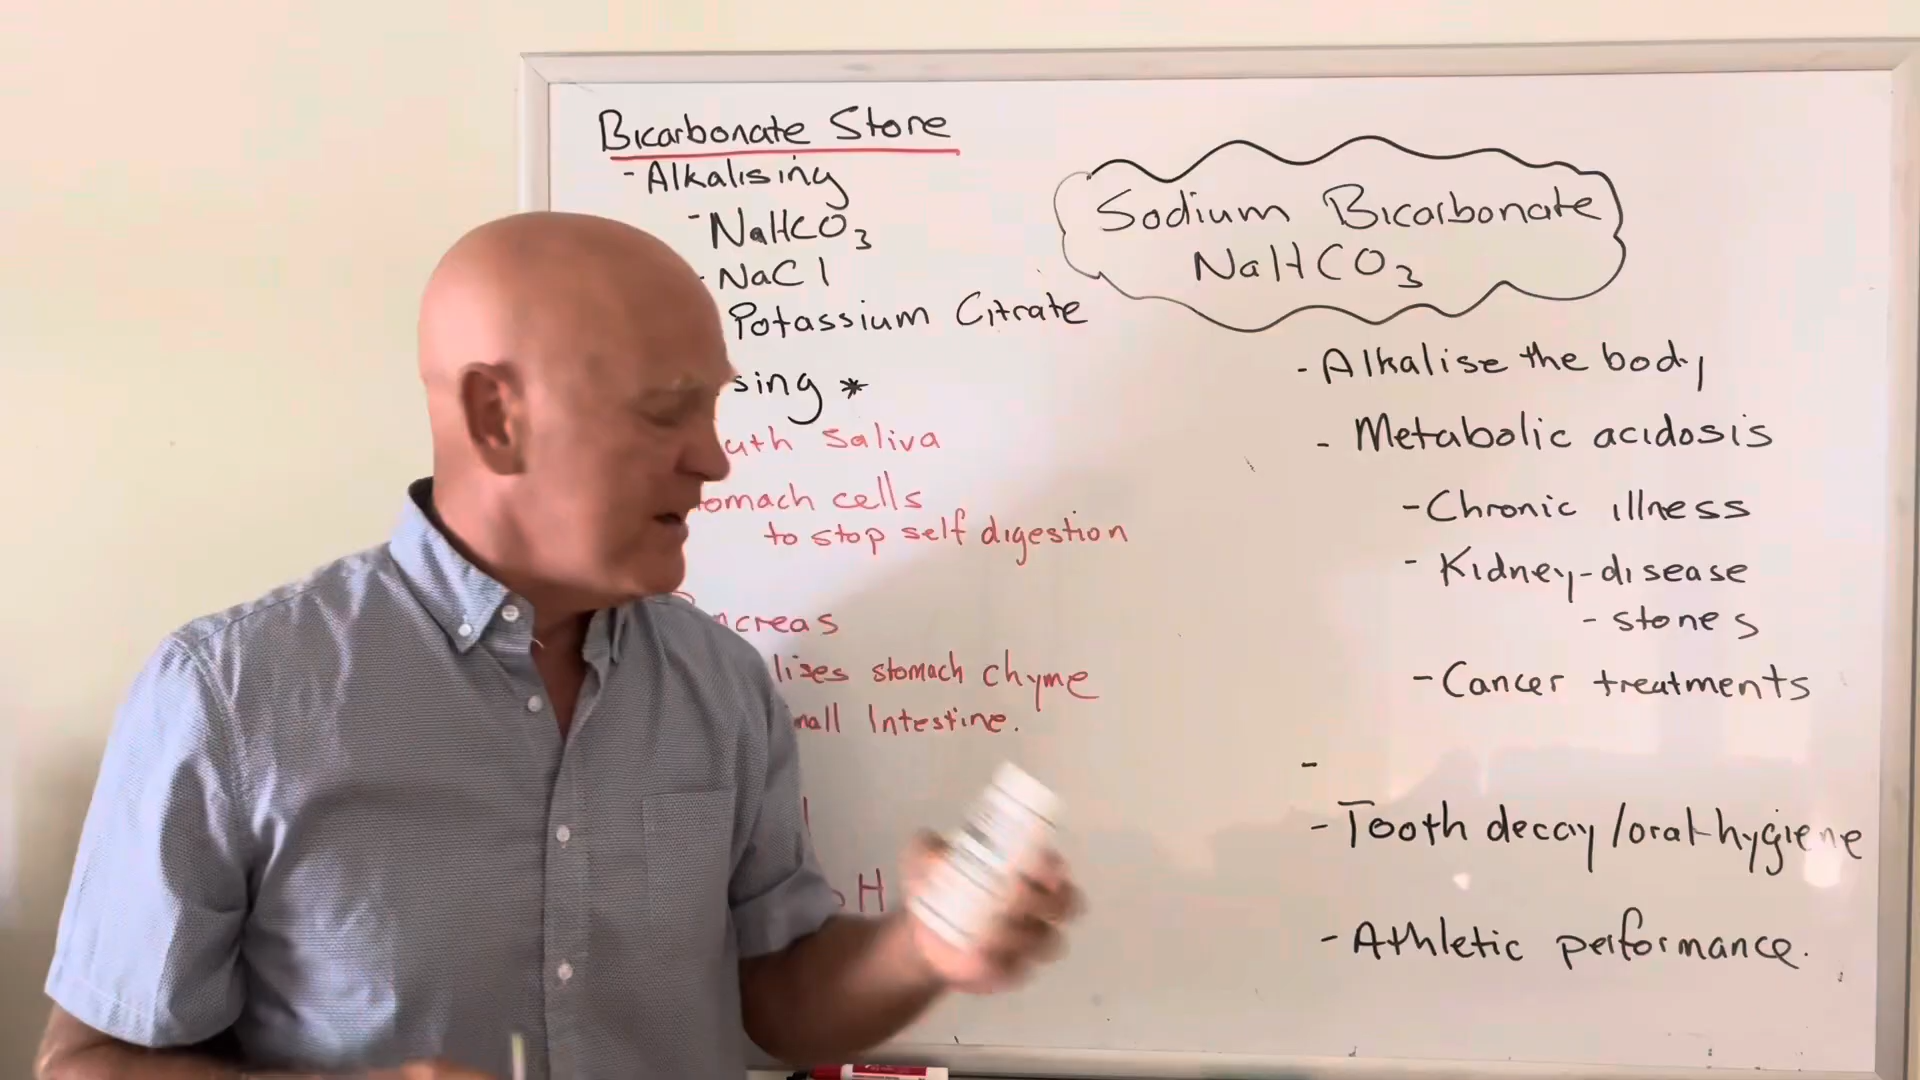 Bicarbonate Store
- Alkalising
- NaHCO3
- NaCl
Potassium Citrate
sing *
uth saliva
tomach cells
to stop self digestion
ncreas
lizes stomach chyme
mall Intestine.
H
Sodium Bicarbonate
NaHCO3
- Alkalise the body
- Metabolic acidosis
- Chronic illness
- Kidney-disease
- stones
- Cancer treatments
-
- Tooth decay/oral-hygiene
- Athletic performance.